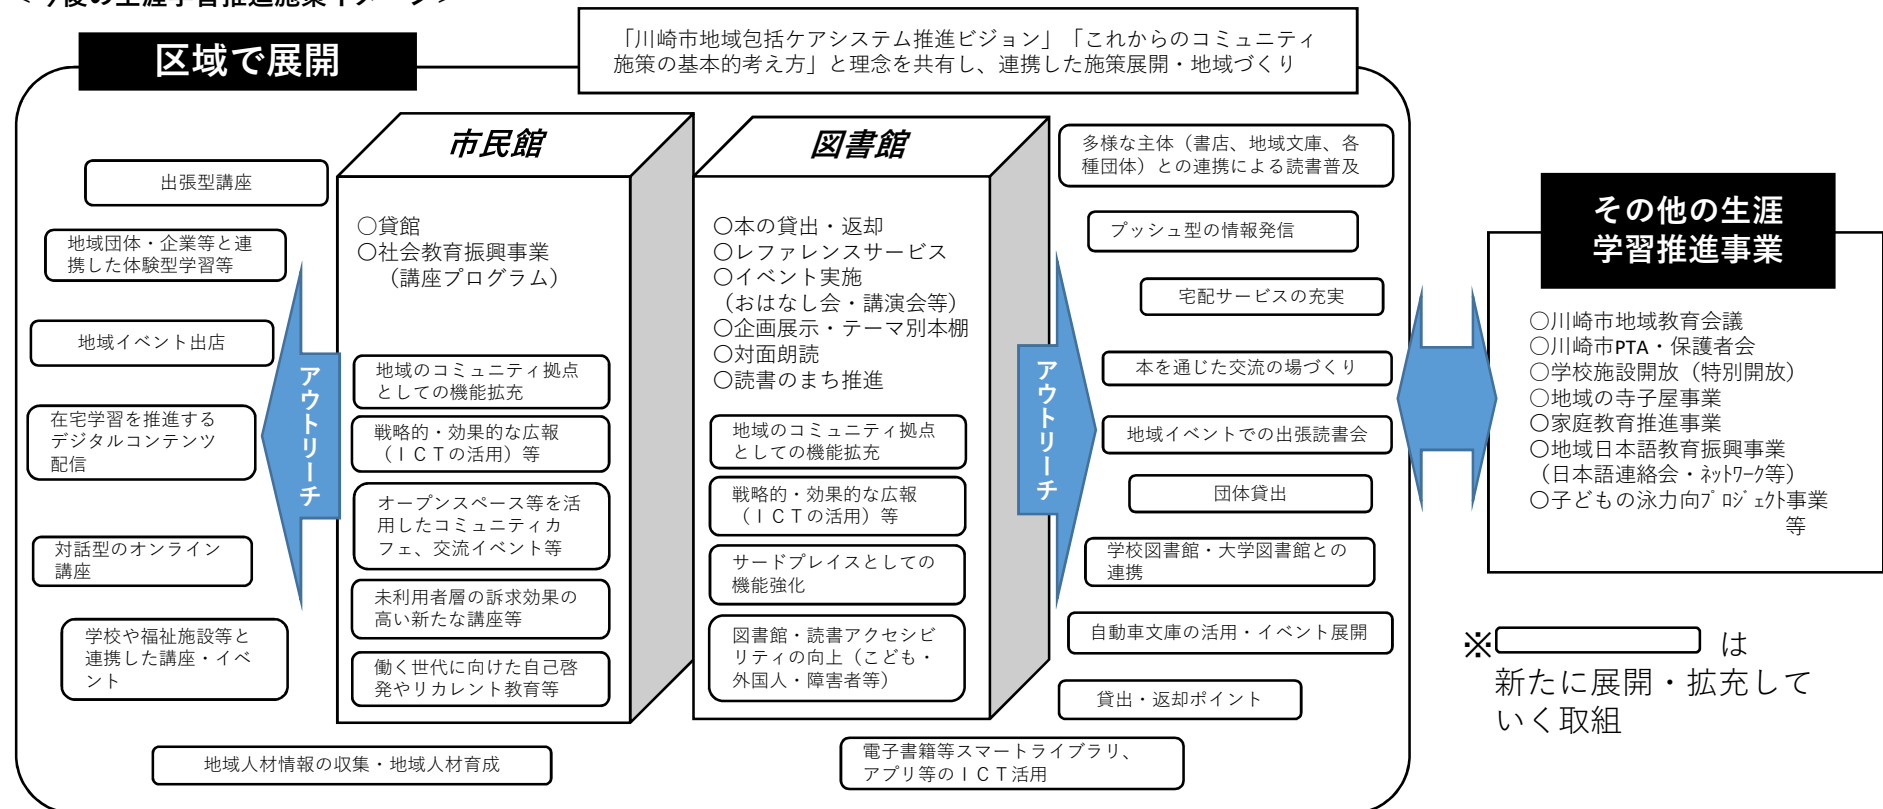 ＜今後の生涯学習推進施策イメージ＞
区域で展開
「川崎市地域包括ケアシステム推進ビジョン」「これからのコミュニティ
施策の基本的考え方」と理念を共有し、連携した施策展開・地域づくり
出張型講座
地域団体・企業等と連
携した体験型学習等
地域イベント出店
在宅学習を推進する
デジタルコンテンツ
配信
対話型のオンライン
講座
学校や福祉施設等と
連携した講座・イベ
ント
地域人材情報の収集・地域人材育成
アウトリーチ
市民館
○貸館
○社会教育振興事業
（講座プログラム）
地域のコミュニティ拠点
としての機能拡充
戦略的・効果的な広報
（ＩＣＴの活用）等
オープンスペース等を活
用したコミュニティカ
フェ、交流イベント等
未利用者層の訴求効果の
高い新たな講座等
働く世代に向けた自己啓
発やリカレント教育等
図書館
○本の貸出・返却
○レファレンスサービス
○イベント実施
（おはなし会・講演会等）
○企画展示・テーマ別本棚
○対面朗読
○読書のまち推進
地域のコミュニティ拠点
としての機能拡充
戦略的・効果的な広報
（ＩＣＴの活用）等
サードプレイスとしての
機能強化
図書館・読書アクセシビ
リティの向上（こども・
外国人・障害者等）
アウトリーチ
多様な主体（書店、地域文庫、各
種団体）との連携による読書普及
プッシュ型の情報発信
宅配サービスの充実
本を通じた交流の場づくり
地域イベントでの出張読書会
団体貸出
学校図書館・大学図書館との
連携
自動車文庫の活用・イベント展開
貸出・返却ポイント
電子書籍等スマートライブラリ、
アプリ等のＩＣＴ活用
その他の生涯
学習推進事業
○川崎市地域教育会議
○川崎市PTA・保護者会
○学校施設開放（特別開放）
○地域の寺子屋事業
○家庭教育推進事業
○地域日本語教育振興事業
（日本語連絡会・ﾈｯﾄﾜｰｸ等）
○子どもの泳力向ﾌﾟﾛｼﾞｪｸﾄ事業
等
※ は
新たに展開・拡充して
いく取組